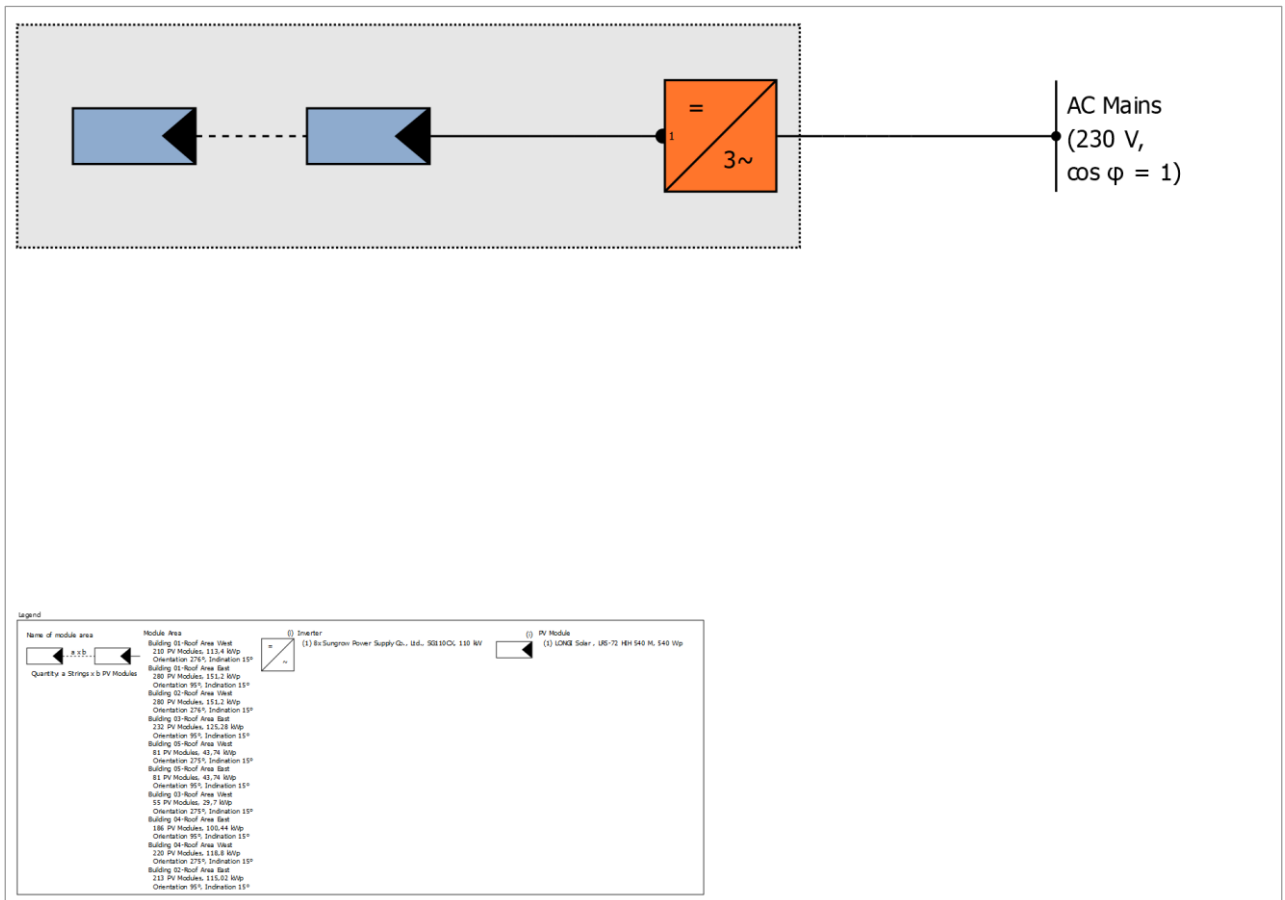 =
1
3~
AC Mains
(230 V,
cos φ = 1)
Legend
Name of module area
a x b
Quantity: a Strings x b PV Modules
Module Area
Building 01-Roof Area West
210 PV Modules, 113,4 kWp
Orientation 276°, Inclination 15°
Building 01-Roof Area East
280 PV Modules, 151,2 kWp
Orientation 95°, Inclination 15°
Building 02-Roof Area West
280 PV Modules, 151,2 kWp
Orientation 276°, Inclination 15°
Building 03-Roof Area East
232 PV Modules, 125,28 kWp
Orientation 95°, Inclination 15°
Building 05-Roof Area West
81 PV Modules, 43,74 kWp
Orientation 275°, Inclination 15°
Building 05-Roof Area East
81 PV Modules, 43,74 kWp
Orientation 95°, Inclination 15°
Building 03-Roof Area West
55 PV Modules, 29,7 kWp
Orientation 275°, Inclination 15°
Building 04-Roof Area East
186 PV Modules, 100,44 kWp
Orientation 95°, Inclination 15°
Building 04-Roof Area West
220 PV Modules, 118,8 kWp
Orientation 275°, Inclination 15°
Building 02-Roof Area East
213 PV Modules, 115,02 kWp
Orientation 95°, Inclination 15°
=
~
(i) Inverter
(1) 8x Sungrow Power Supply Co., Ltd., SG110CX, 110 kW
(i) PV Module
(1) LONGI Solar, LR5-72 HIH 540 M, 540 Wp